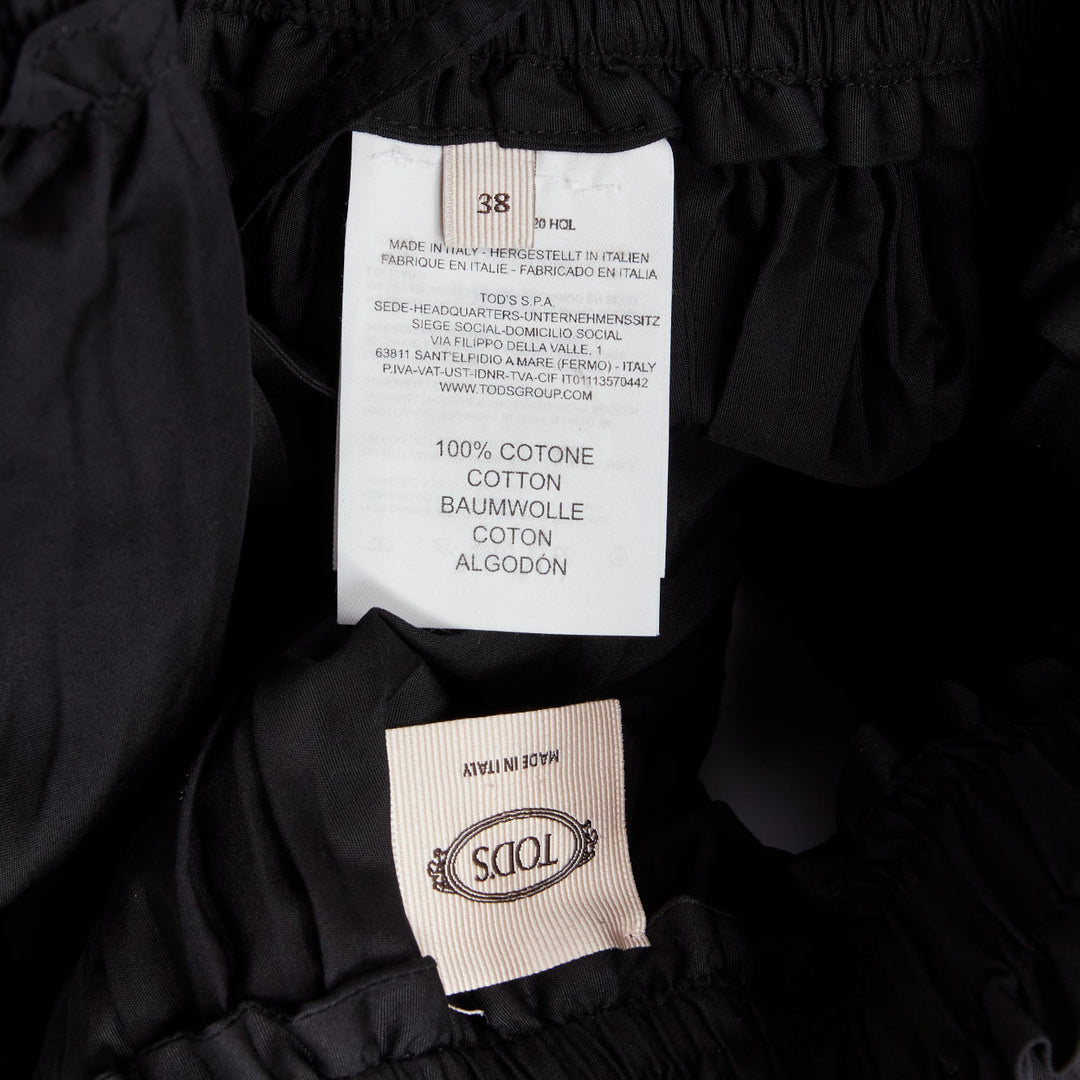 38
20 HQL
MADE IN ITALY - HERGESTELLT IN ITALIEN
FABRIQUE EN ITALIE - FABRICADO EN ITALIA
TOD'S S.P.A.
SEDE-HEADQUARTERS-UNTERNEHMENSSITZ
SIEGE SOCIAL-DOMICILIO SOCIAL
VIA FILIPPO DELLA VALLE, 1
63811 SANT'ELPIDIO A MARE (FERMO) - ITALY
P.IVA-VAT-UST-IDNR-TVA-CIF IT01113570442
WWW.TODSGROUP.COM
100% COTONE
COTTON
BAUMWOLLE
COTON
ALGODÓN
MADE IN ITALY
TOD'S